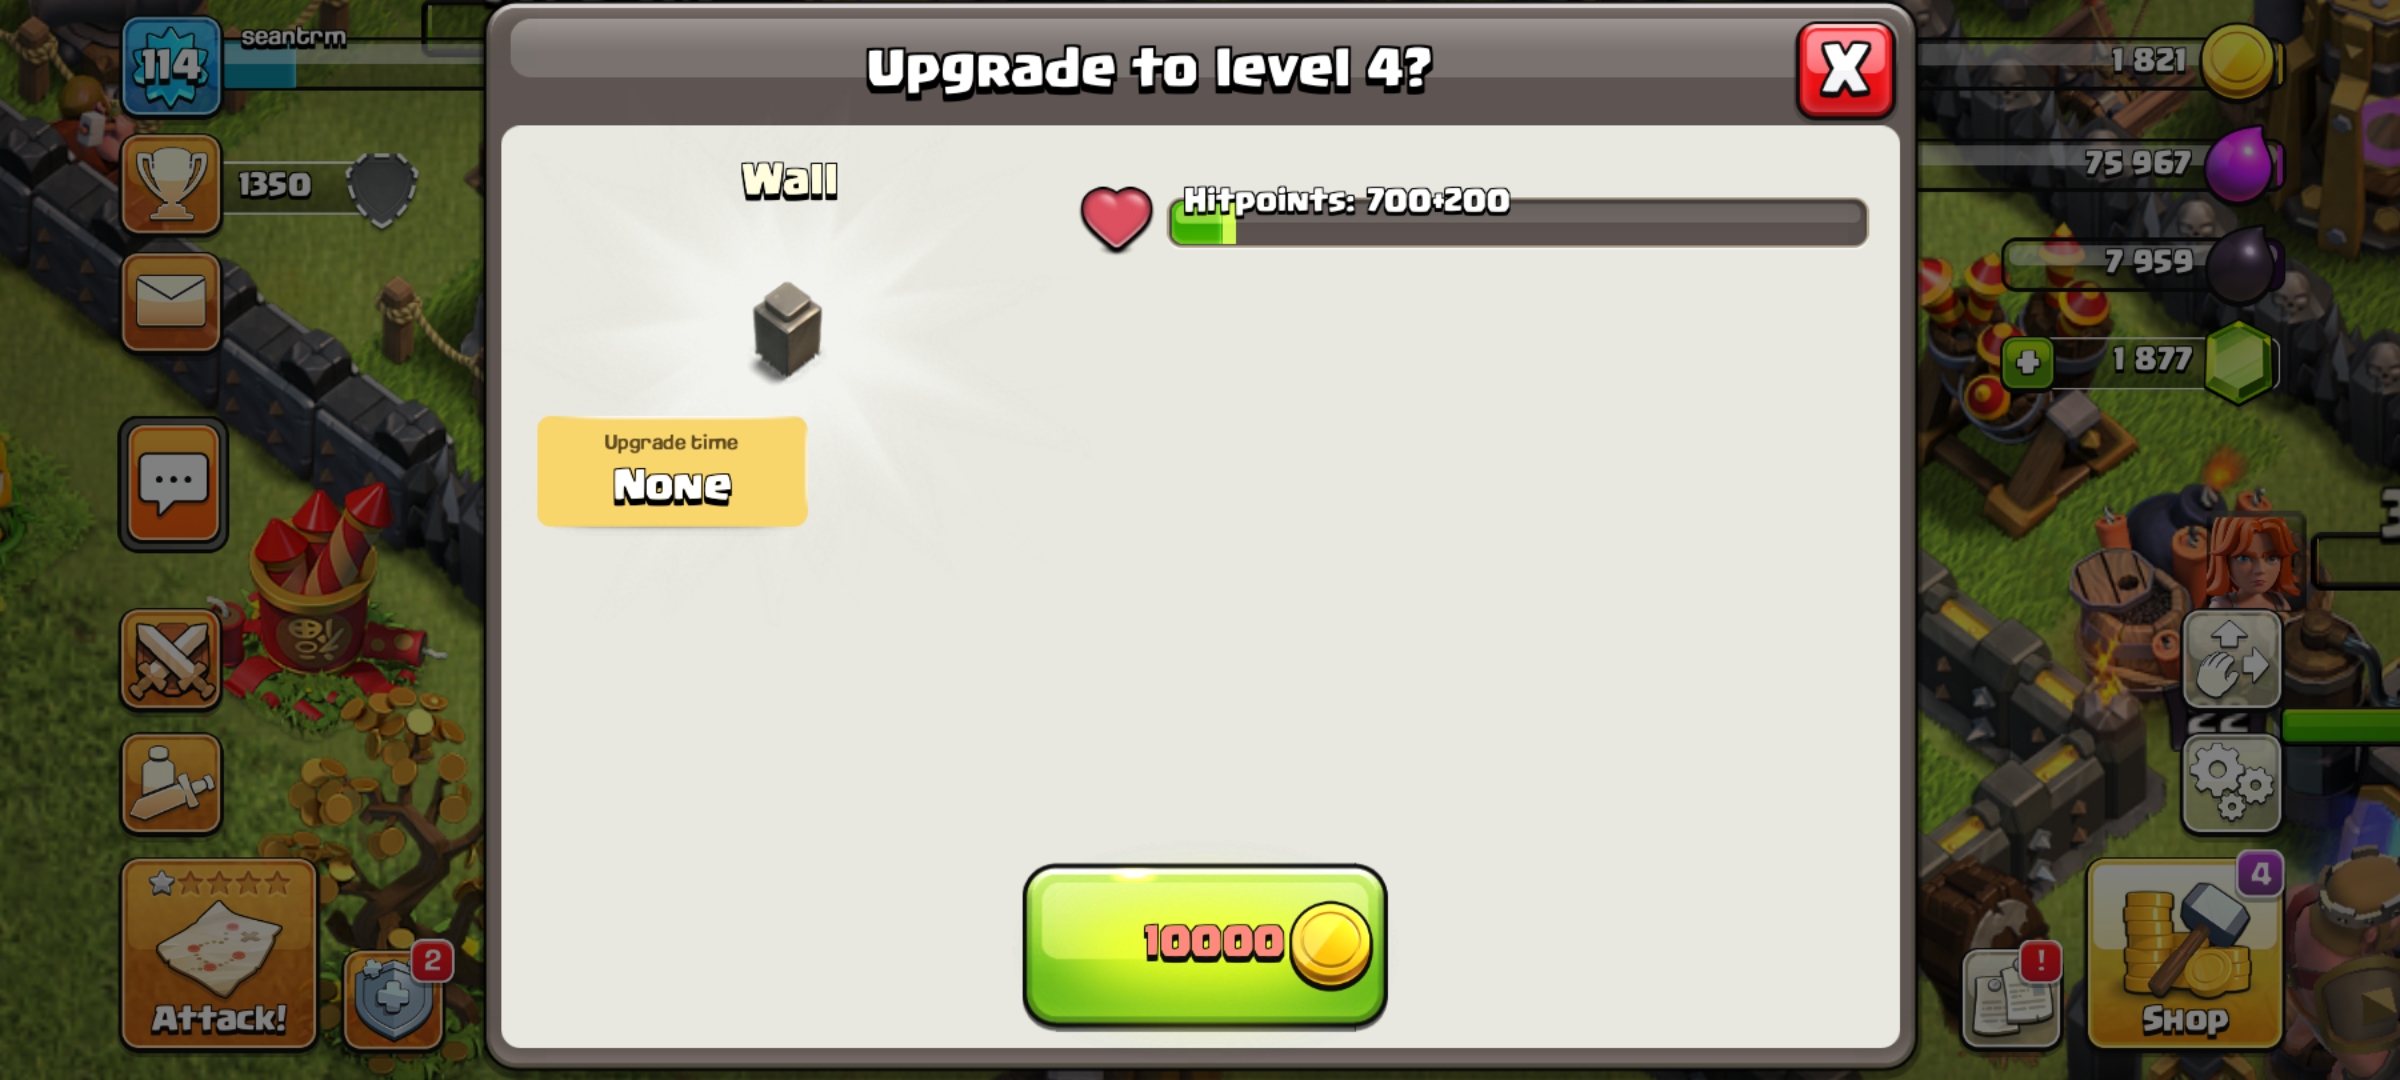 114
seantrm
1350
Upgrade to level 4?
X
1 821
75 967
7 959
1 877
Wall
Hitpoints: 700+200
Upgrade time
None
10000
Attack!
2
22
4
!
Shop